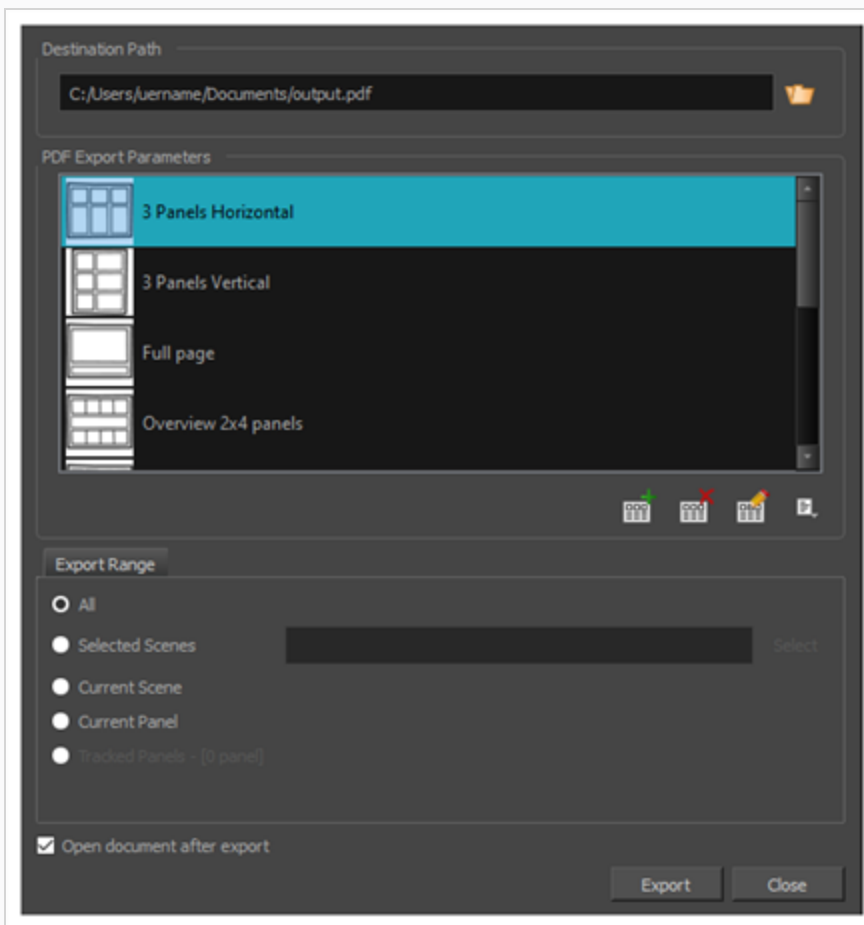 Destination Path
C:/Users/uername/Documents/output.pdf
PDF Export Parameters
3 Panels Horizontal
3 Panels Vertical
Full page
Overview 2x4 panels
Export Range
All
Selected Scenes Select
Current Scene
Current Panel
Tracked Panels - [0 panel]
Open document after export
Export Close